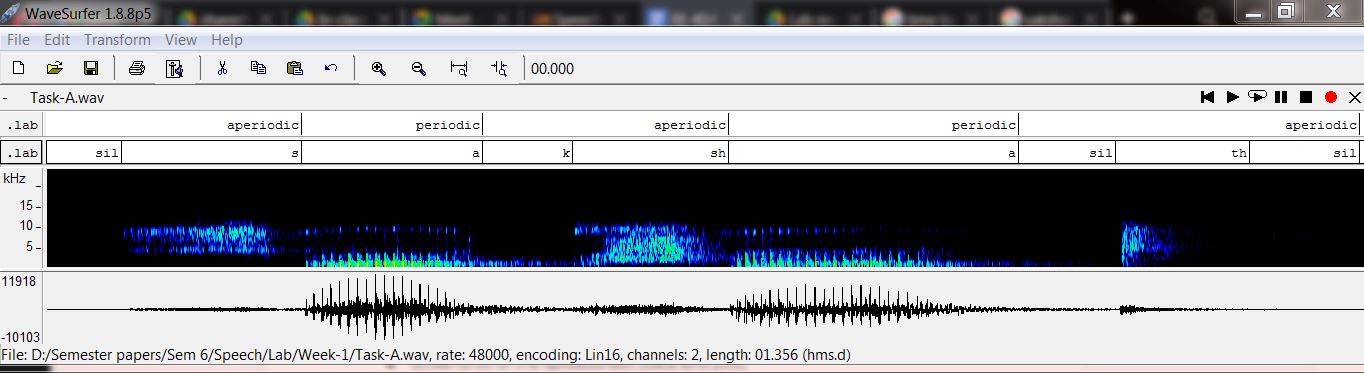 WaveSurfer 1.8.8p5
File Edit Transform View Help
00.000
- Task-A.wav
.lab aperiodic periodic aperiodic periodic aperiodic
.lab sil s a k sh a sil th sil
kHz
15
10
5
11918
-10103
File: D:/Semester papers/Sem 6/Speech/Lab/Week-1/Task-A.wav, rate: 48000, encoding: Lin16, channels: 2, length: 01.356 (hms.d)